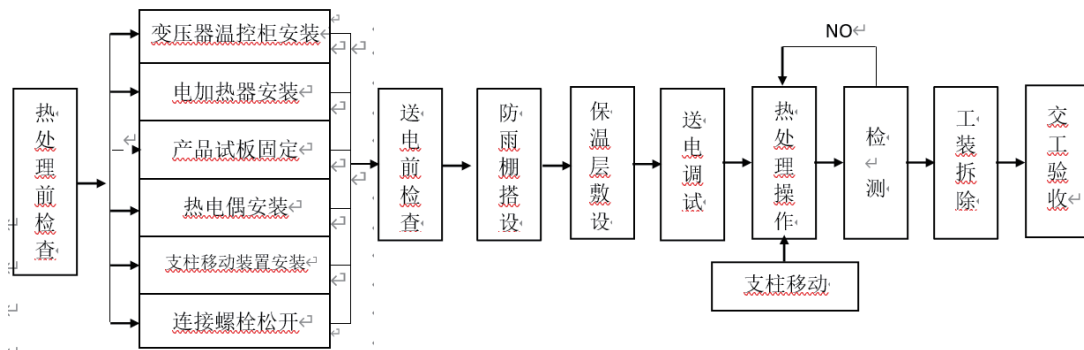 热处理前检查
变压器温控柜安装
电加热器安装
产品试板固定
热电偶安装
支柱移动装置安装
连接螺栓松开
送电前检查
防雨棚搭设
保温层敷设
送电调试
热处理操作
支柱移动
NO
检测
工装拆除
交工验收